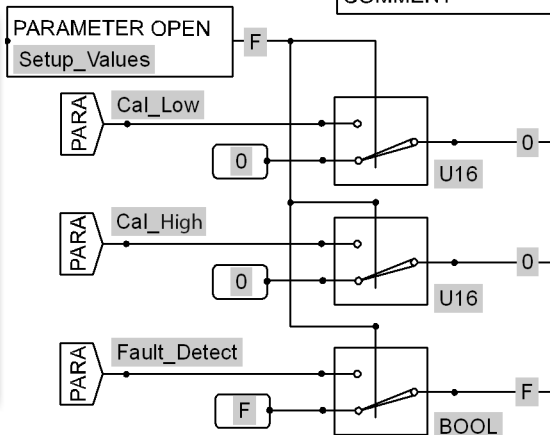 COMMENT
PARAMETER OPEN
F
Setup_Values
PARA
Cal_Low
0
0
U16
PARA
Cal_High
0
0
U16
PARA
Fault_Detect
F
F
BOOL